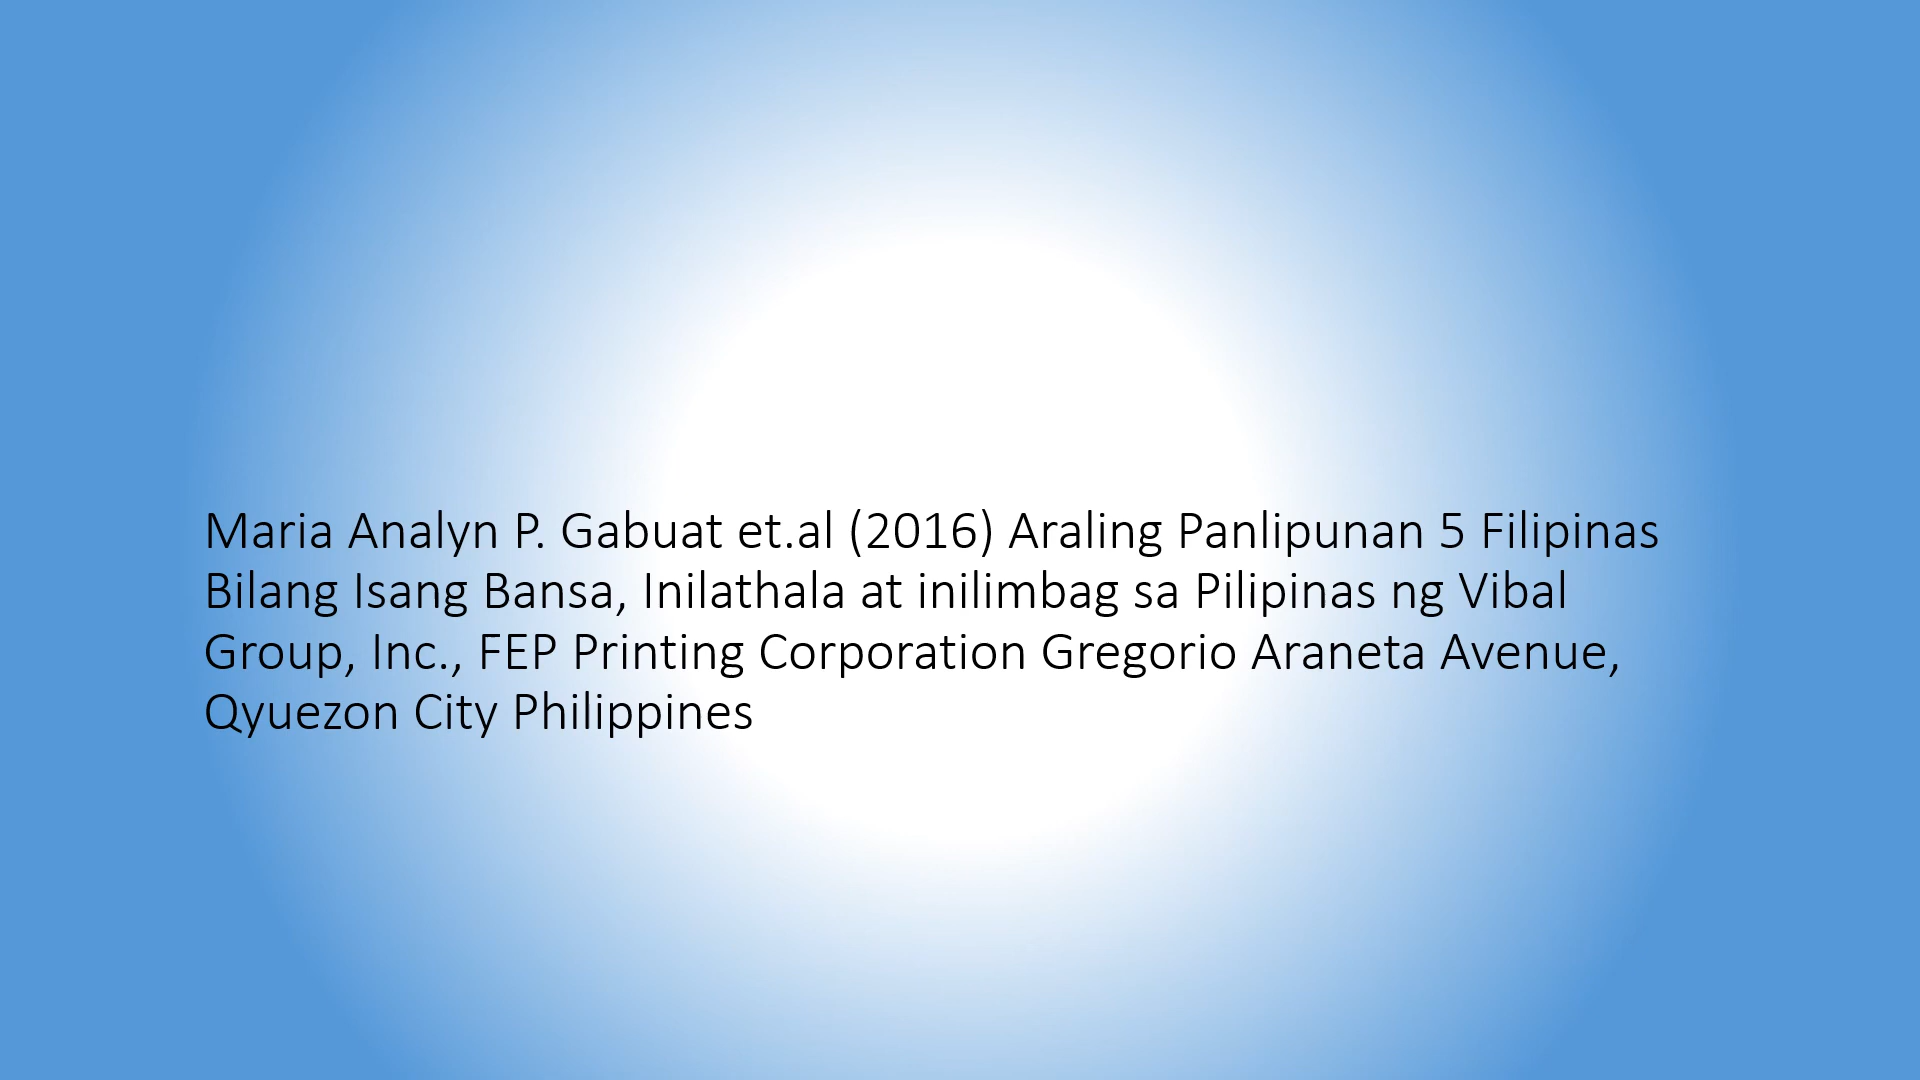 Maria Analyn P. Gabuat et.al (2016) Araling Panlipunan 5 Filipinas
Bilang Isang Bansa, Inilathala at inilimbag sa Pilipinas ng Vibal
Group, Inc., FEP Printing Corporation Gregorio Araneta Avenue,
Qyuezon City Philippines